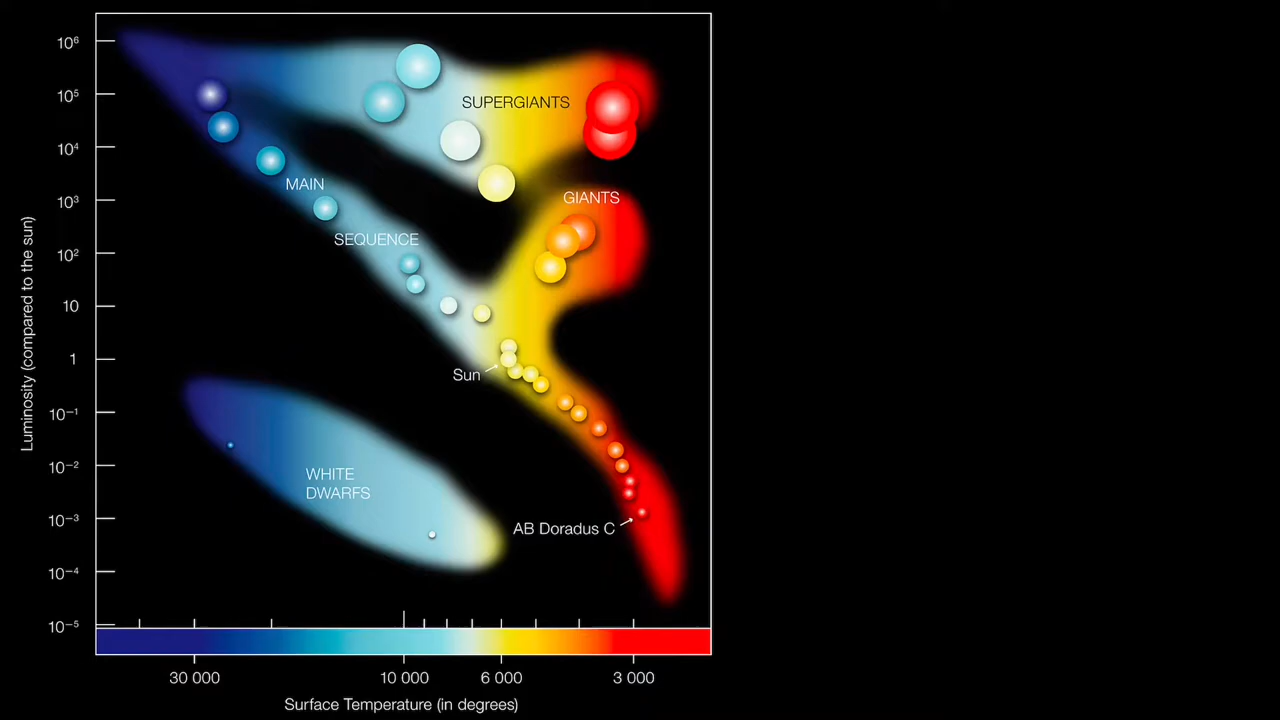 10⁶
10⁵
SUPERGIANTS
10⁴
MAIN
10³
GIANTS
SEQUENCE
10²
10
1
Sun
10⁻¹
10⁻²
WHITE
DWARFS
10⁻³
AB Doradus C
10⁻⁴
10⁻⁵
Luminosity (compared to the sun)
30 000 10 000 6 000 3 000
Surface Temperature (in degrees)